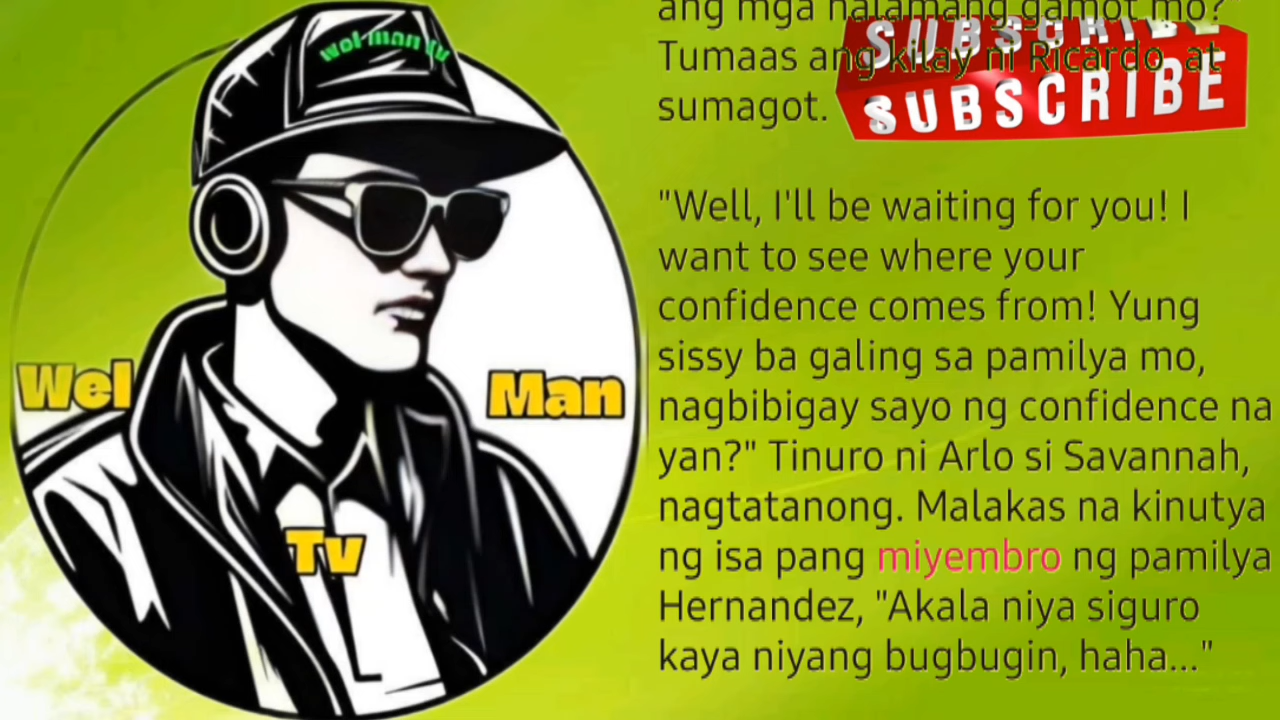 wel man tv
Wel
Man
Tv
ang mga nalamang gamot mo?"
Tumaas ang kilay ni Ricardo, at
sumagot.
SUBSCRIBE
SUBSCRIBE
"Well, I'll be waiting for you! I
want to see where your
confidence comes from! Yung
sissy ba galing sa pamilya mo,
nagbibigay sayo ng confidence na
yan?" Tinuro ni Arlo si Savannah,
nagtatanong. Malakas na kinutya
ng isa pang miyembro ng pamilya
Hernandez, "Akala niya siguro
kaya niyang bugbugin, haha..."